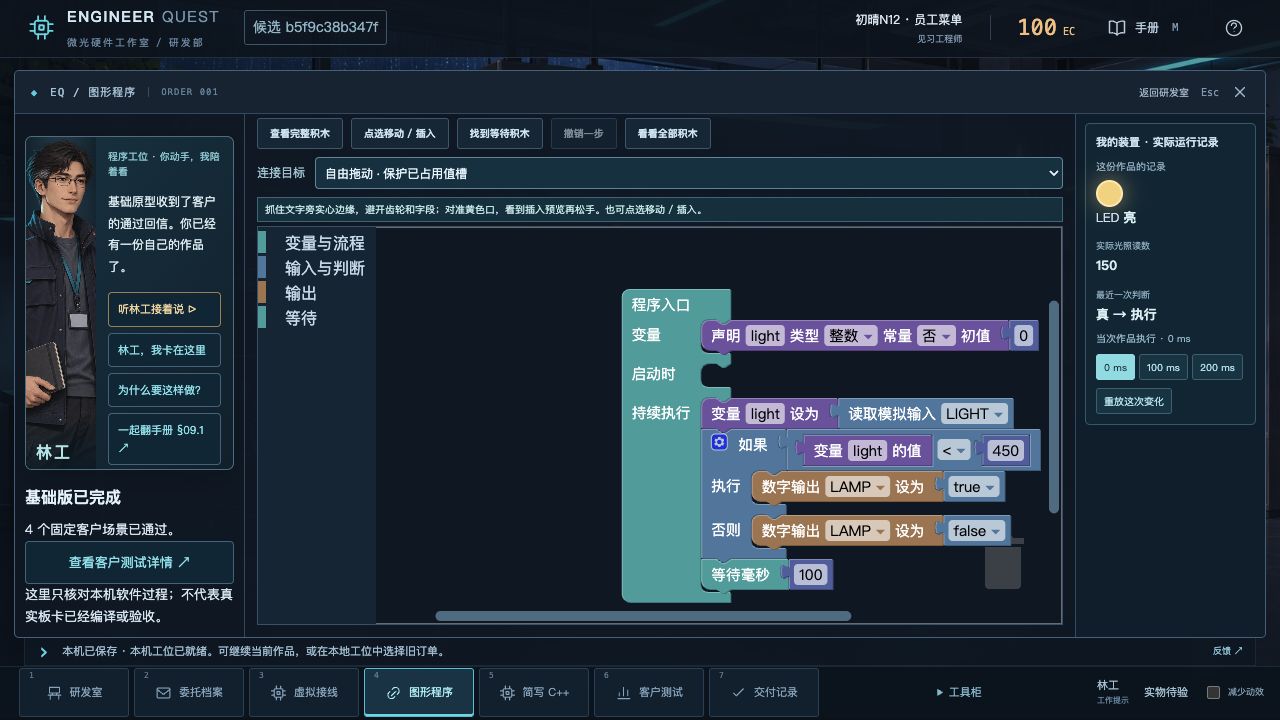 ENGINEER QUEST
微光硬件工作室 / 研发部
候选 b5f9c38b347f
初晴N12 · 员工菜单
见习工程师
100 EC
手册 M
EQ / 图形程序
ORDER 001
返回研发室 Esc
程序工位 · 你动手，我陪
着看
基础原型收到了客户
的通过回信。你已经
有一份自己的作品
了。
听林工接着说 ▷
林工，我卡在这里
为什么要这样做？
一起翻手册 §09.1
↗
林工
基础版已完成
4 个固定客户场景已通过。
查看客户测试详情 ↗
这里只核对本机软件过程；不代表真
实板卡已经编译或验收。
查看完整积木
点选移动 / 插入
找到等待积木
撤销一步
看看全部积木
连接目标
自由拖动 · 保护已占用值槽
抓住文字旁实心边缘，避开齿轮和字段；对准黄色口，看到插入预览再松手。也可点选移动 / 插入。
变量与流程
输入与判断
输出
等待
程序入口
变量 声明 light 类型 整数 常量 否 初值 0
启动时
持续执行 变量 light 设为 读取模拟输入 LIGHT
如果 变量 light 的值 < 450
执行 数字输出 LAMP 设为 true
否则 数字输出 LAMP 设为 false
等待毫秒 100
我的装置 · 实际运行记录
这份作品的记录
LED 亮
实际光照读数
150
最近一次判断
真 → 执行
当次作品执行 · 0 ms
0 ms
100 ms
200 ms
重放这次变化
本机已保存 · 本机工位已就绪。可继续当前作品，或在本地工位中选择旧订单。
反馈 ↗
1 研发室
2 委托档案
3 虚拟接线
4 图形程序
5 简写 C++
6 客户测试
7 交付记录
▶ 工具柜
林工
工作提示
实物待验
减少动效